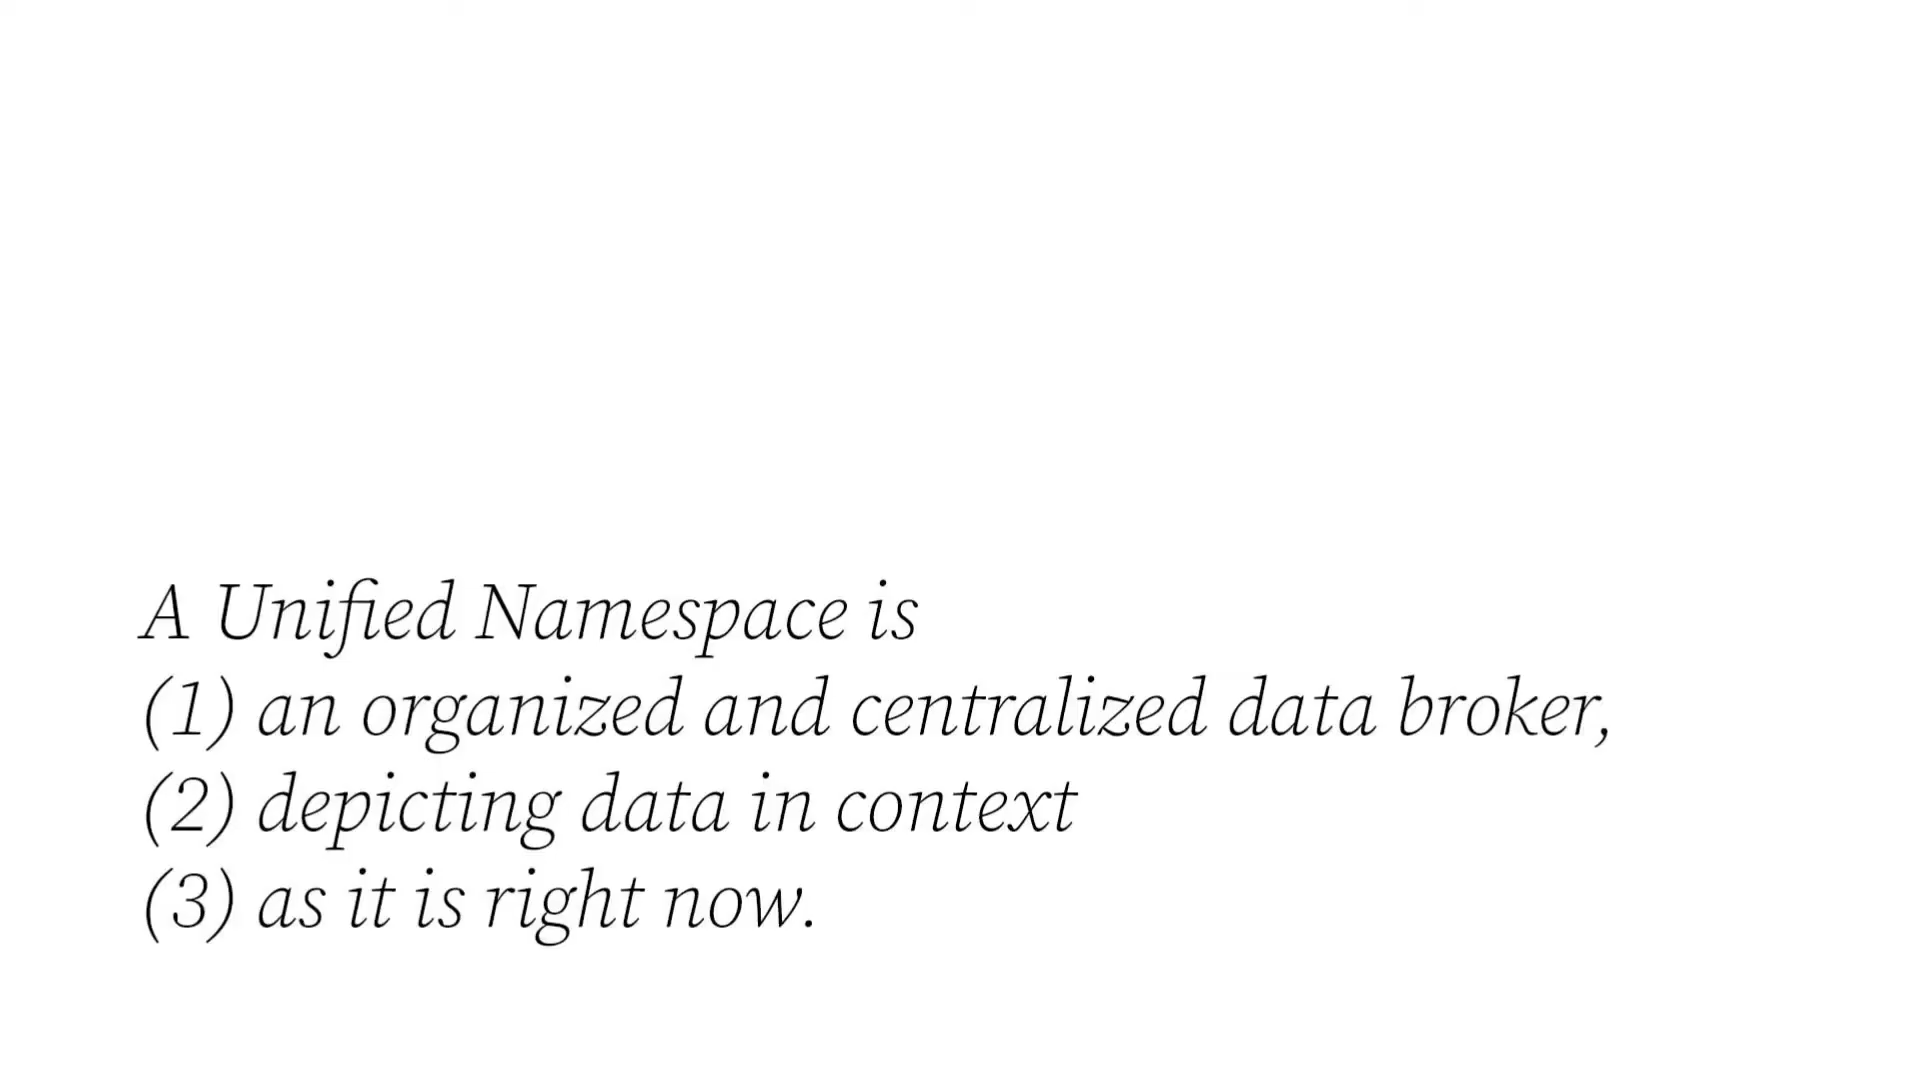 A Unified Namespace is
(1) an organized and centralized data broker,
(2) depicting data in context
(3) as it is right now.